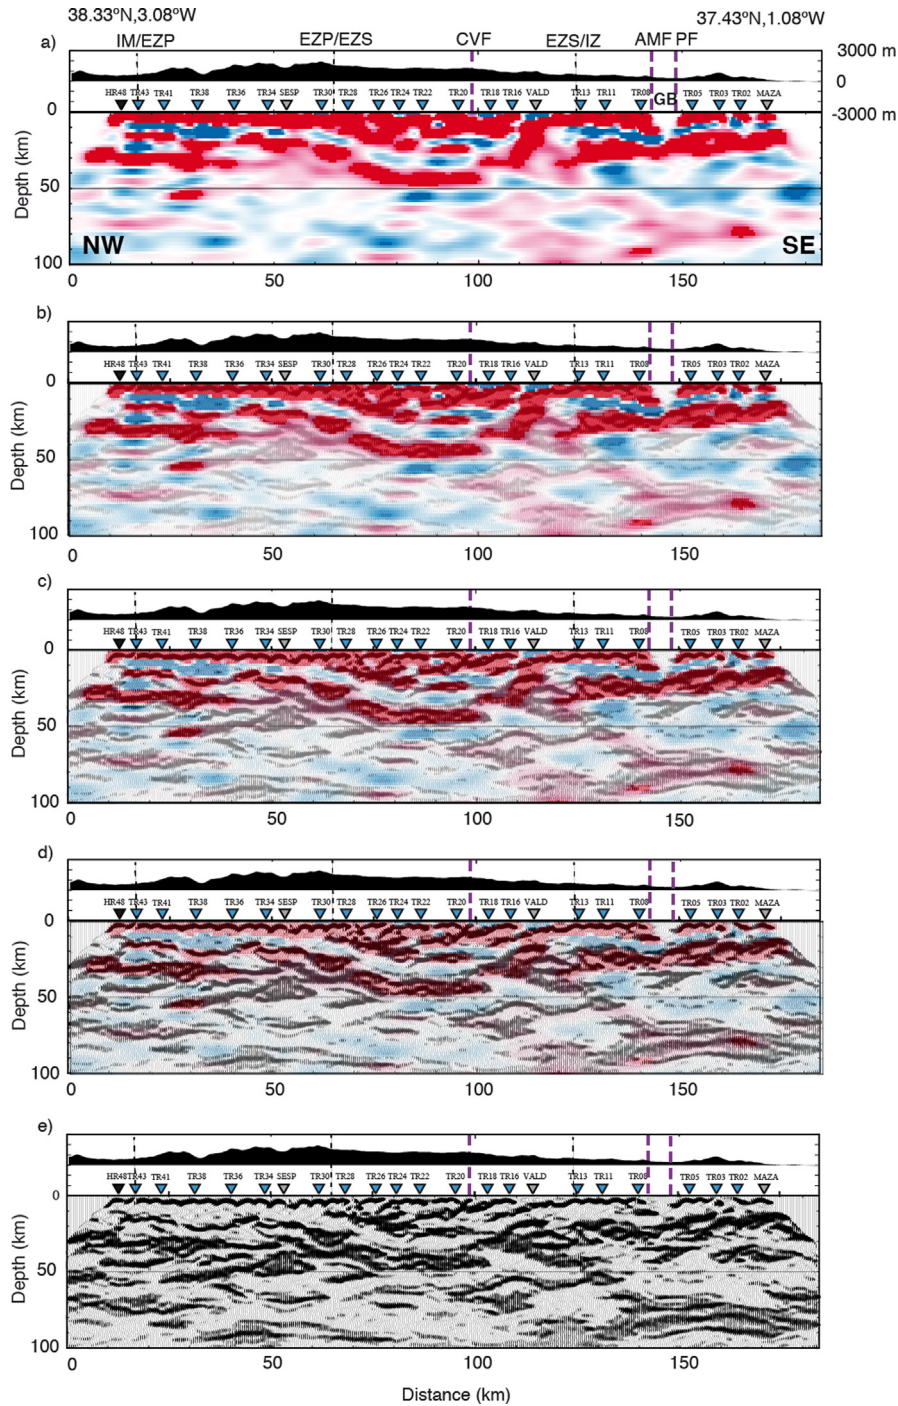 38.33ºN,3.08ºW 37.43ºN,1.08ºW
IM/EZP EZP/EZS CVF EZS/IZ AMF PF
a) 3000 m
0
HR48 TR43 TR41 TR38 TR36 TR34 SESP TR30 TR28 TR26 TR24 TR22 TR20 TR18 TR16 VALD TR13 TR11 TR08 GB TR05 TR03 TR02 MAZA
0 -3000 m
Depth (km)
50
NW SE
100
0 50 100 150
b)
HR48 TR43 TR41 TR38 TR36 TR34 SESP TR30 TR28 TR26 TR24 TR22 TR20 TR18 TR16 VALD TR13 TR11 TR08 TR05 TR03 TR02 MAZA
0
Depth (km)
50
100
0 50 100 150
c)
HR48 TR43 TR41 TR38 TR36 TR34 SESP TR30 TR28 TR26 TR24 TR22 TR20 TR18 TR16 VALD TR13 TR11 TR08 TR05 TR03 TR02 MAZA
0
Depth (km)
50
100
0 50 100 150
d)
HR48 TR43 TR41 TR38 TR36 TR34 SESP TR30 TR28 TR26 TR24 TR22 TR20 TR18 TR16 VALD TR13 TR11 TR08 TR05 TR03 TR02 MAZA
0
Depth (km)
50
100
0 50 100 150
e)
HR48 TR43 TR41 TR38 TR36 TR34 SESP TR30 TR28 TR26 TR24 TR22 TR20 TR18 TR16 VALD TR13 TR11 TR08 TR05 TR03 TR02 MAZA
0
Depth (km)
50
100
0 50 100 150
Distance (km)